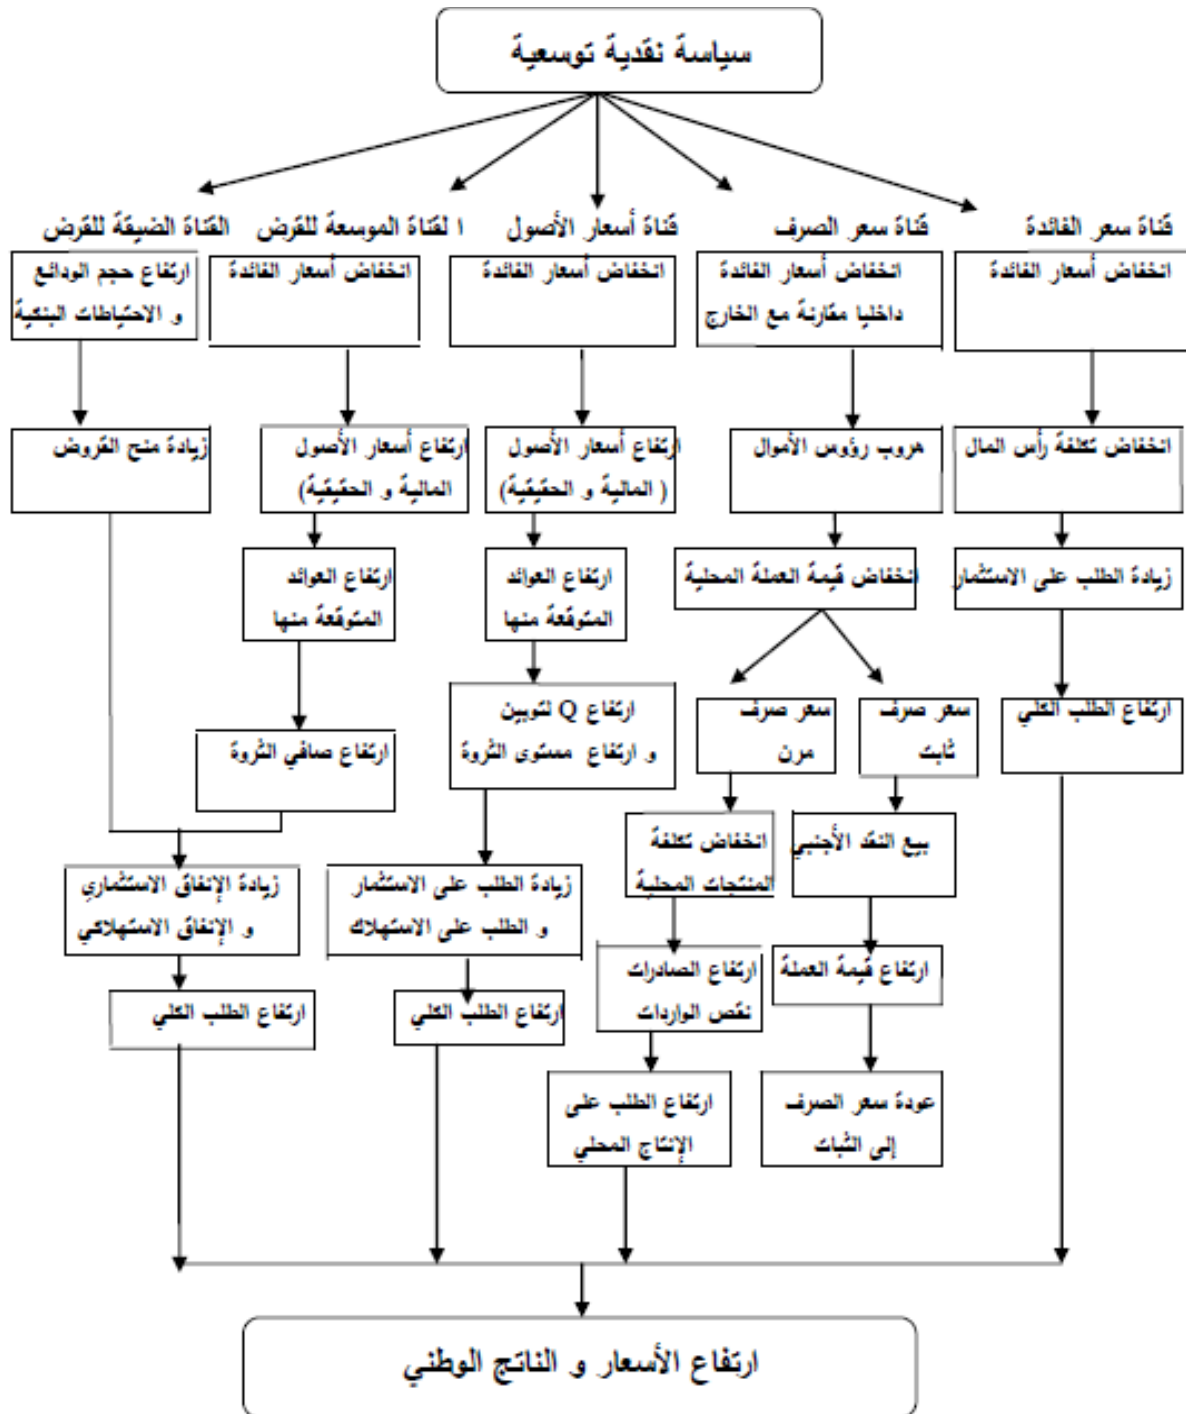 سياسة نقدية توسعية
قناة سعر الفائدة
قناة سعر الصرف
قناة أسعار الأصول
ا لقناة الموسعة للقرض
القناة الضيقة للقرض
انخفاض أسعار الفائدة
انخفاض أسعار الفائدة
داخليا مقارنة مع الخارج
انخفاض أسعار الفائدة
انخفاض أسعار الفائدة
ارتفاع حجم الودائع
و الاحتياطات البنكية
انخفاض تكلفة رأس المال
هروب رؤوس الأموال
ارتفاع أسعار الأصول
( المالية و الحقيقية)
ارتفاع أسعار الأصول
المالية و الحقيقية)
زيادة منح القروض
زيادة الطلب على الاستثمار
انخفاض قيمة العملة المحلية
ارتفاع العوائد
المتوقعة منها
ارتفاع العوائد
المتوقعة منها
ارتفاع الطلب الكلي
سعر صرف
ثابت
سعر صرف
مرن
ارتفاع Q لتوبين
و ارتفاع مستوى الثروة
ارتفاع صافي الثروة
بيع النقد الأجنبي
انخفاض تكلفة
المنتجات المحلية
زيادة الطلب على الاستثمار
و الطلب على الاستهلاك
زيادة الإنفاق الاستثماري
و الإنفاق الاستهلاكي
ارتفاع قيمة العملة
ارتفاع الصادرات
نقص الواردات
ارتفاع الطلب الكلي
ارتفاع الطلب الكلي
عودة سعر الصرف
إلى الثبات
ارتفاع الطلب على
الإنتاج المحلي
ارتفاع الأسعار و الناتج الوطني